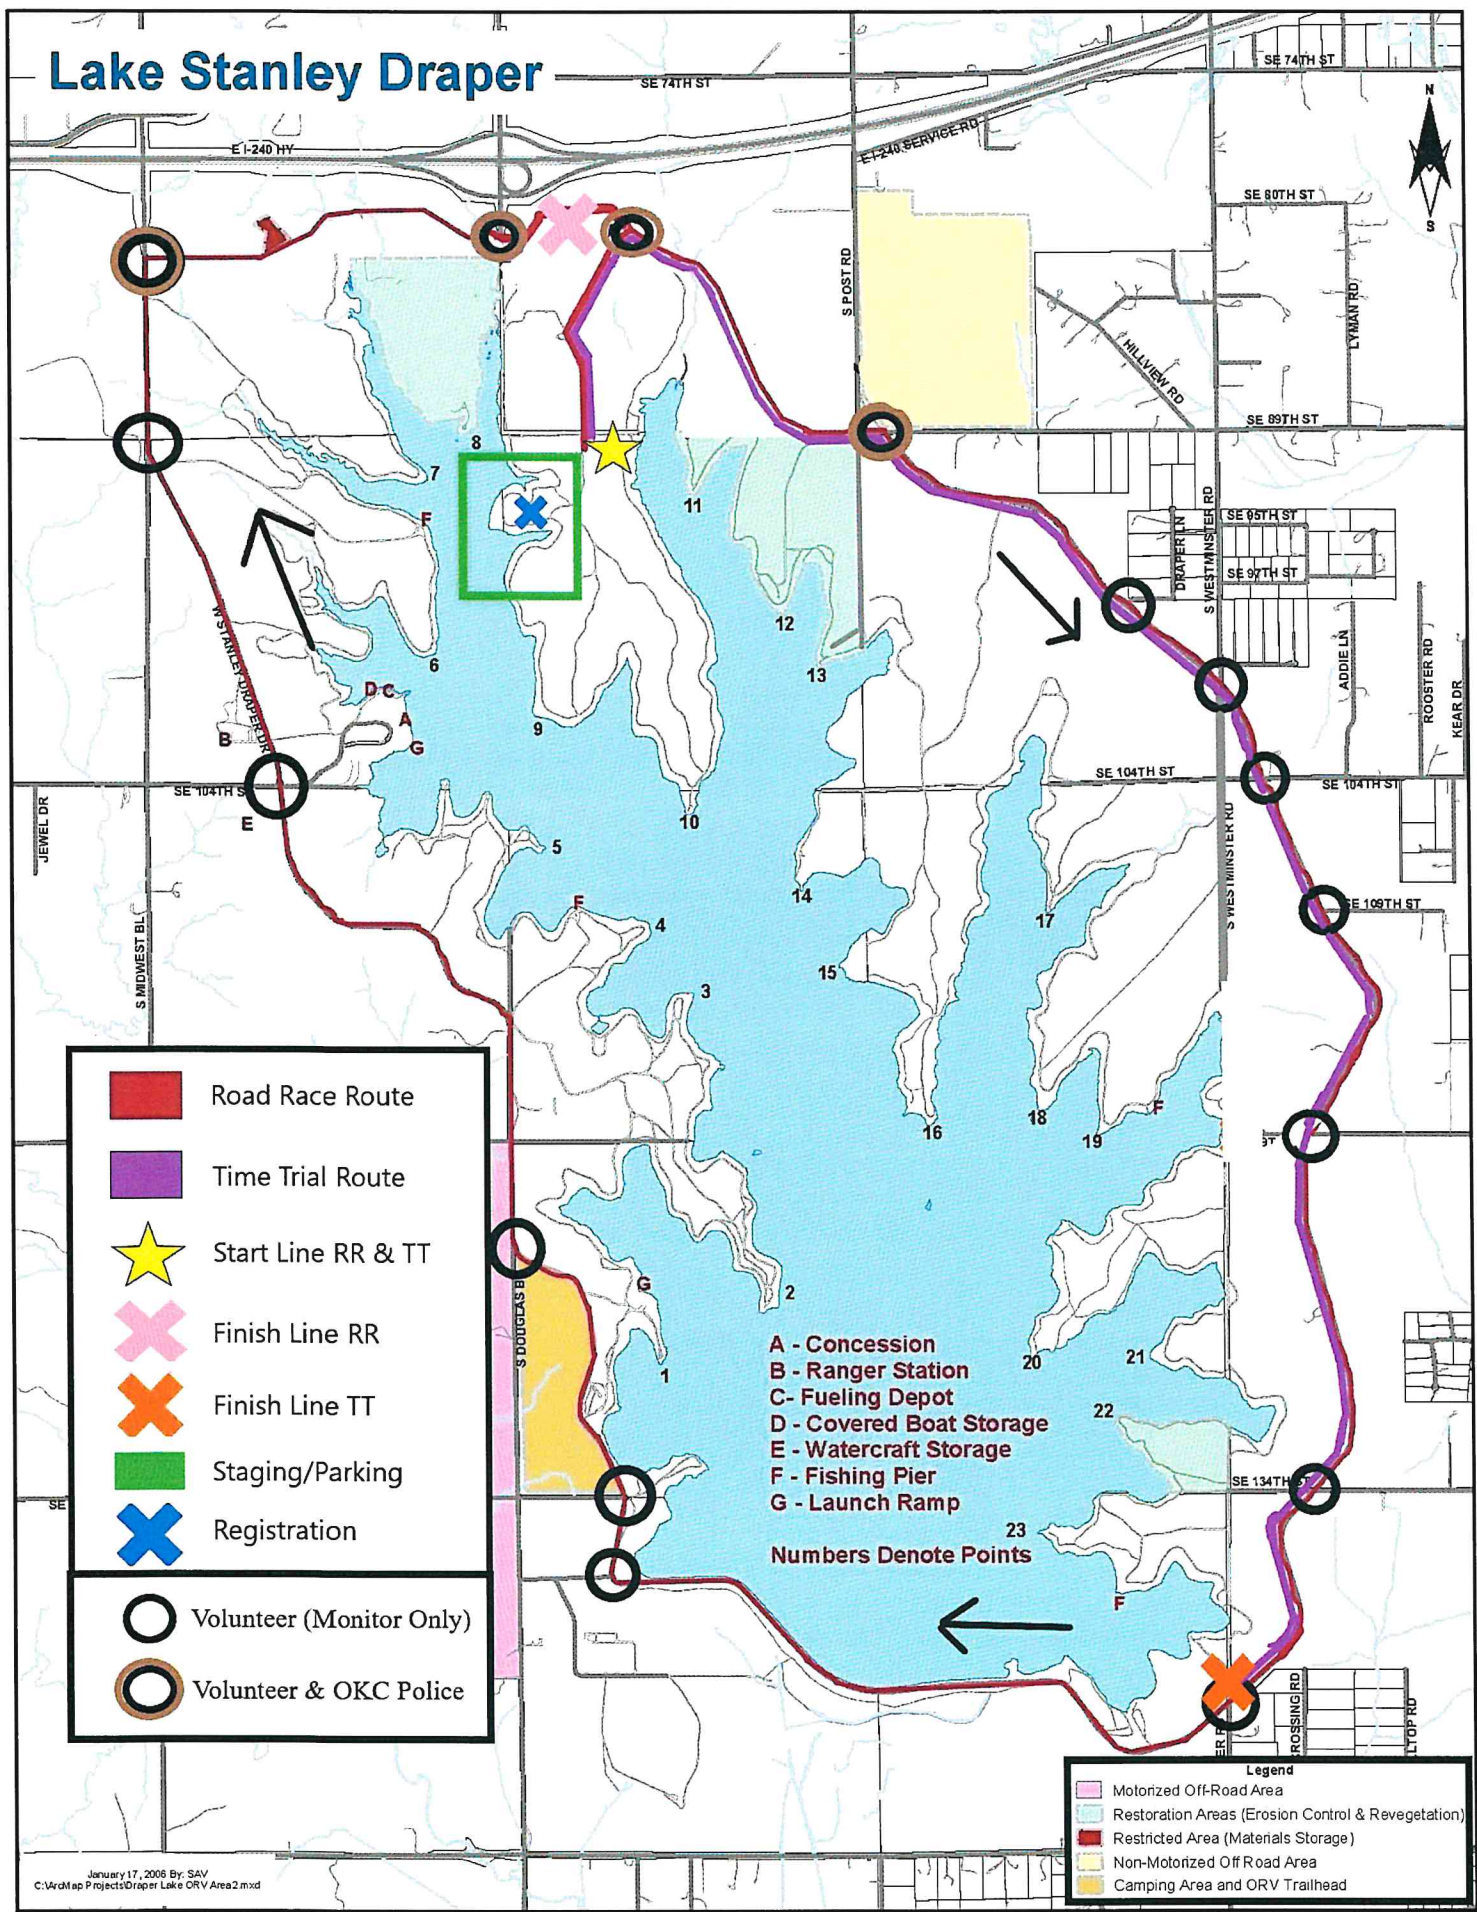 Lake Stanley Draper
SE 74TH ST
SE 74TH ST
E I-240 HY
E I-240 SERVICE RD
N
S
SE 80TH ST
S POST RD
LYMAN RD
HILLVIEW RD
SE 89TH ST
8
7
F
11
SE 95TH ST
DRAPER LN
S WESTMINSTER RD
SE 97TH ST
12
6
13
W STANLEY DRAPER DR
ADDIE LN
ROOSTER RD
KEAR DR
D C
A
B
G
9
SE 104TH ST
SE 104TH S
SE 104TH ST
E
10
JEWEL DR
5
14
F
4
17
S WESTMINSTER RD
SE 109TH ST
S MIDWEST BL
15
3
16
18
19
F
ST
Road Race Route
Time Trial Route
Start Line RR & TT
Finish Line RR
Finish Line TT
Staging/Parking
Registration
Volunteer (Monitor Only)
Volunteer & OKC Police
G
2
S DOUGLAS B
1
20
21
22
A - Concession
B - Ranger Station
C- Fueling Depot
D - Covered Boat Storage
E - Watercraft Storage
F - Fishing Pier
G - Launch Ramp
Numbers Denote Points
SE 134TH ST
SE
23
F
ER R
CROSSING RD
LTOP RD
Legend
Motorized Off-Road Area
Restoration Areas (Erosion Control & Revegetation)
Restricted Area (Materials Storage)
Non-Motorized Off Road Area
Camping Area and ORV Trailhead
January 17, 2006 By: SAV
C:\ArcMap Projects\Draper Lake ORV Area2.mxd